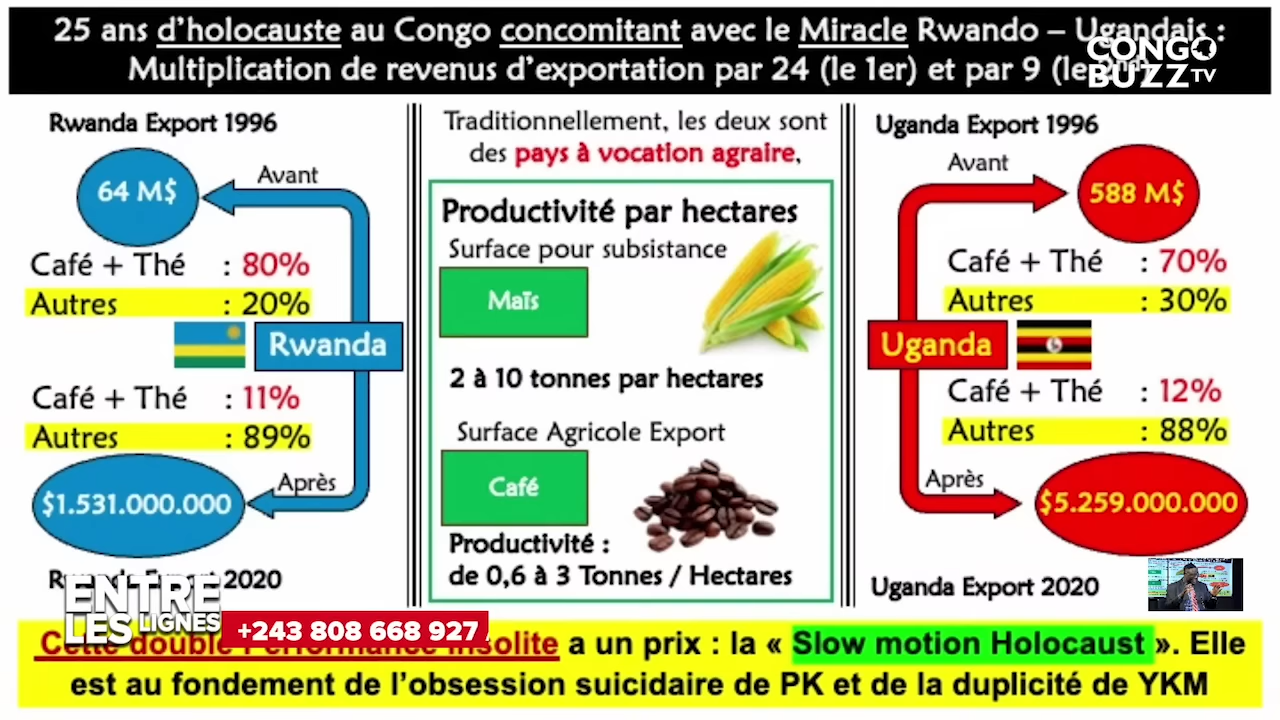 25 ans d’holocauste au Congo concomitant avec le Miracle Rwando – Ugandais :
Multiplication de revenus d’exportation par 24 (le 1er) et par 9 (le
CONGO
BUZZ TV
Rwanda Export 1996
64 M$
Avant
Café + Thé : 80%
Autres : 20%
Rwanda
Café + Thé : 11%
Autres : 89%
Après
$1.531.000.000
Rwanda Export 2020
Traditionnellement, les deux sont
des pays à vocation agraire,
Productivité par hectares
Surface pour subsistance
Maïs
2 à 10 tonnes par hectares
Surface Agricole Export
Café
Productivité :
de 0,6 à 3 Tonnes / Hectares
Uganda Export 1996
Avant
588 M$
Café + Thé : 70%
Autres : 30%
Uganda
Café + Thé : 12%
Autres : 88%
Après
$5.259.000.000
Uganda Export 2020
ENTRE
LES LIGNES
+243 808 668 927
Cette double Performance insolite a un prix : la « Slow motion Holocaust ». Elle
est au fondement de l’obsession suicidaire de PK et de la duplicité de YKM